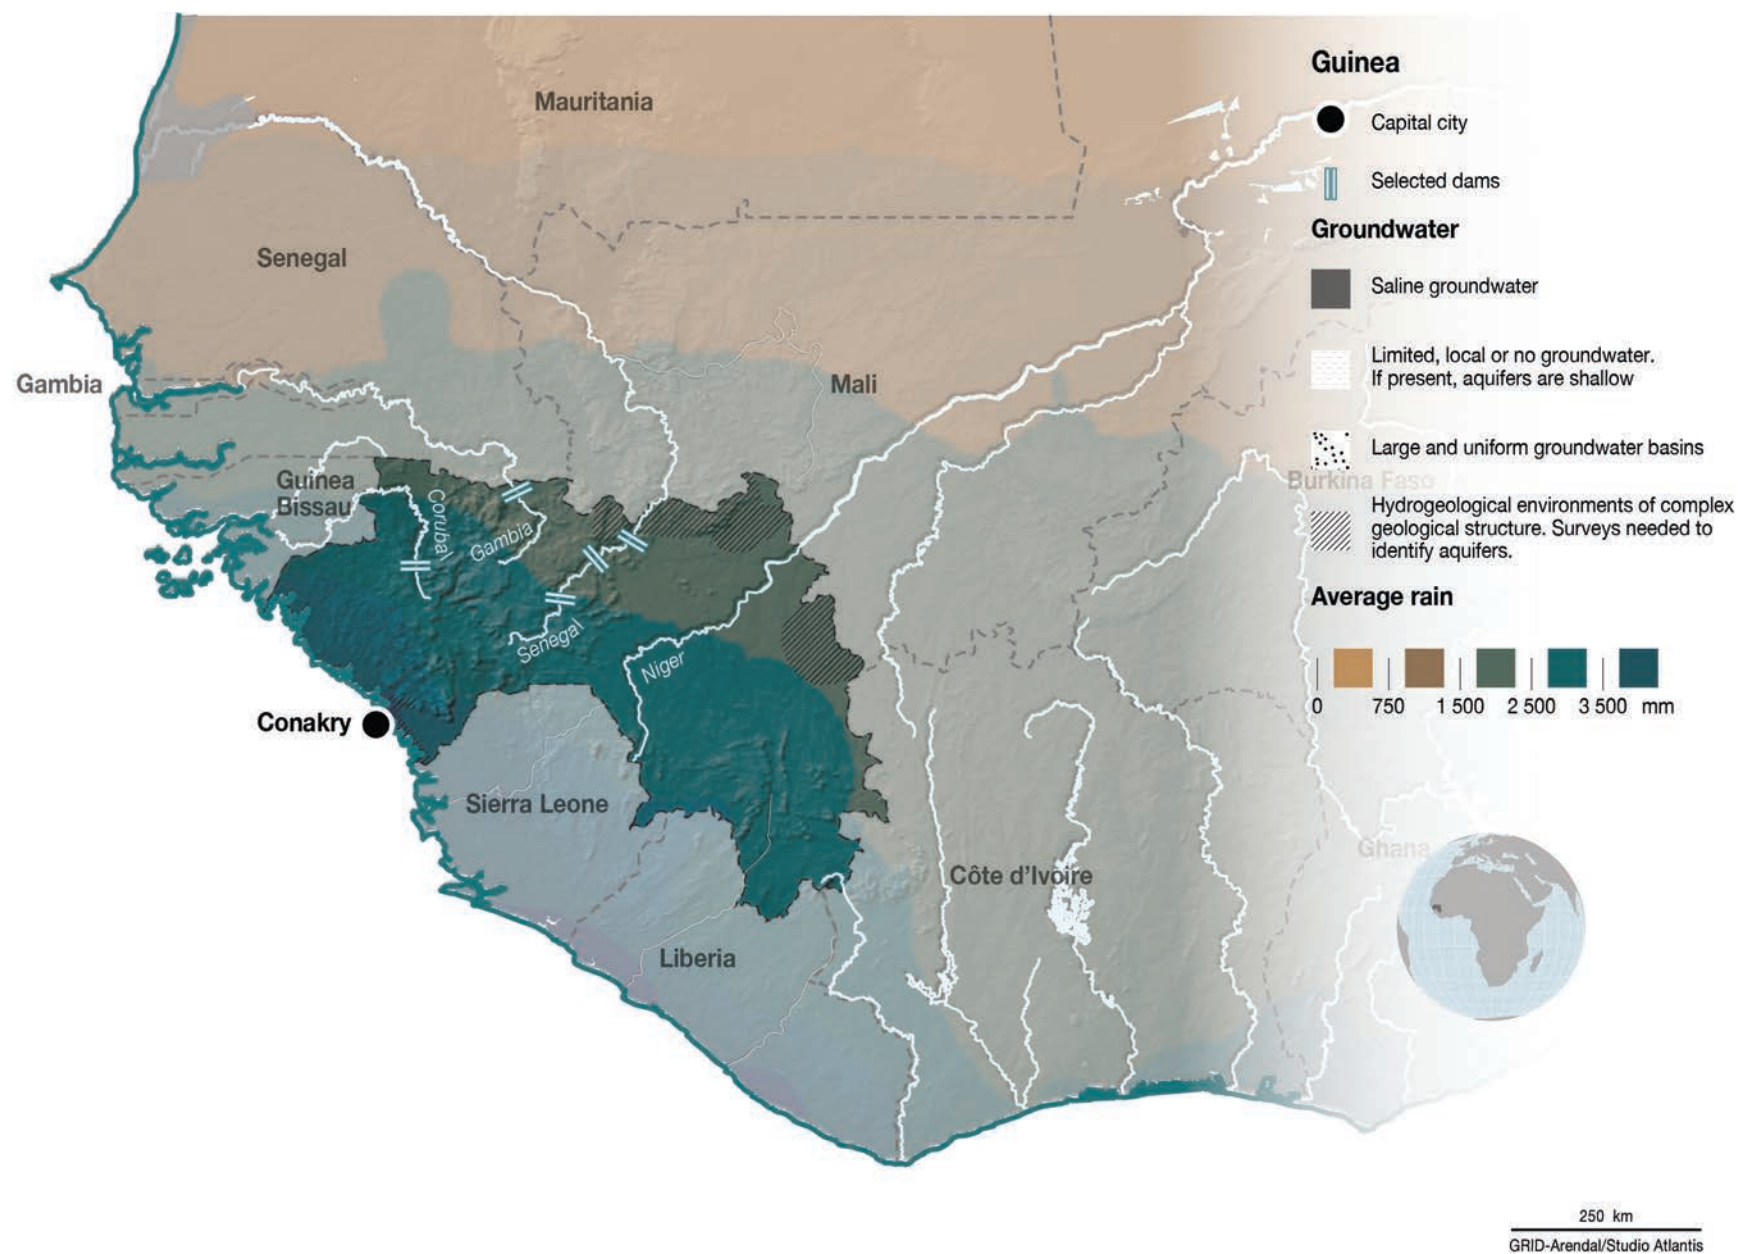 Mauritania
Senegal
Gambia
Mali
Guinea
Bissau
Corubal
Gambia
Senegal
Niger
Conakry
Sierra Leone
Liberia
Côte d'Ivoire
Burkina Faso
Ghana
Guinea
Capital city
Selected dams
Groundwater
Saline groundwater
Limited, local or no groundwater.
If present, aquifers are shallow
Large and uniform groundwater basins
Hydrogeological environments of complex
geological structure. Surveys needed to
identify aquifers.
Average rain
0 750 1 500 2 500 3 500 mm
250 km
GRID-Arendal/Studio Atlantis